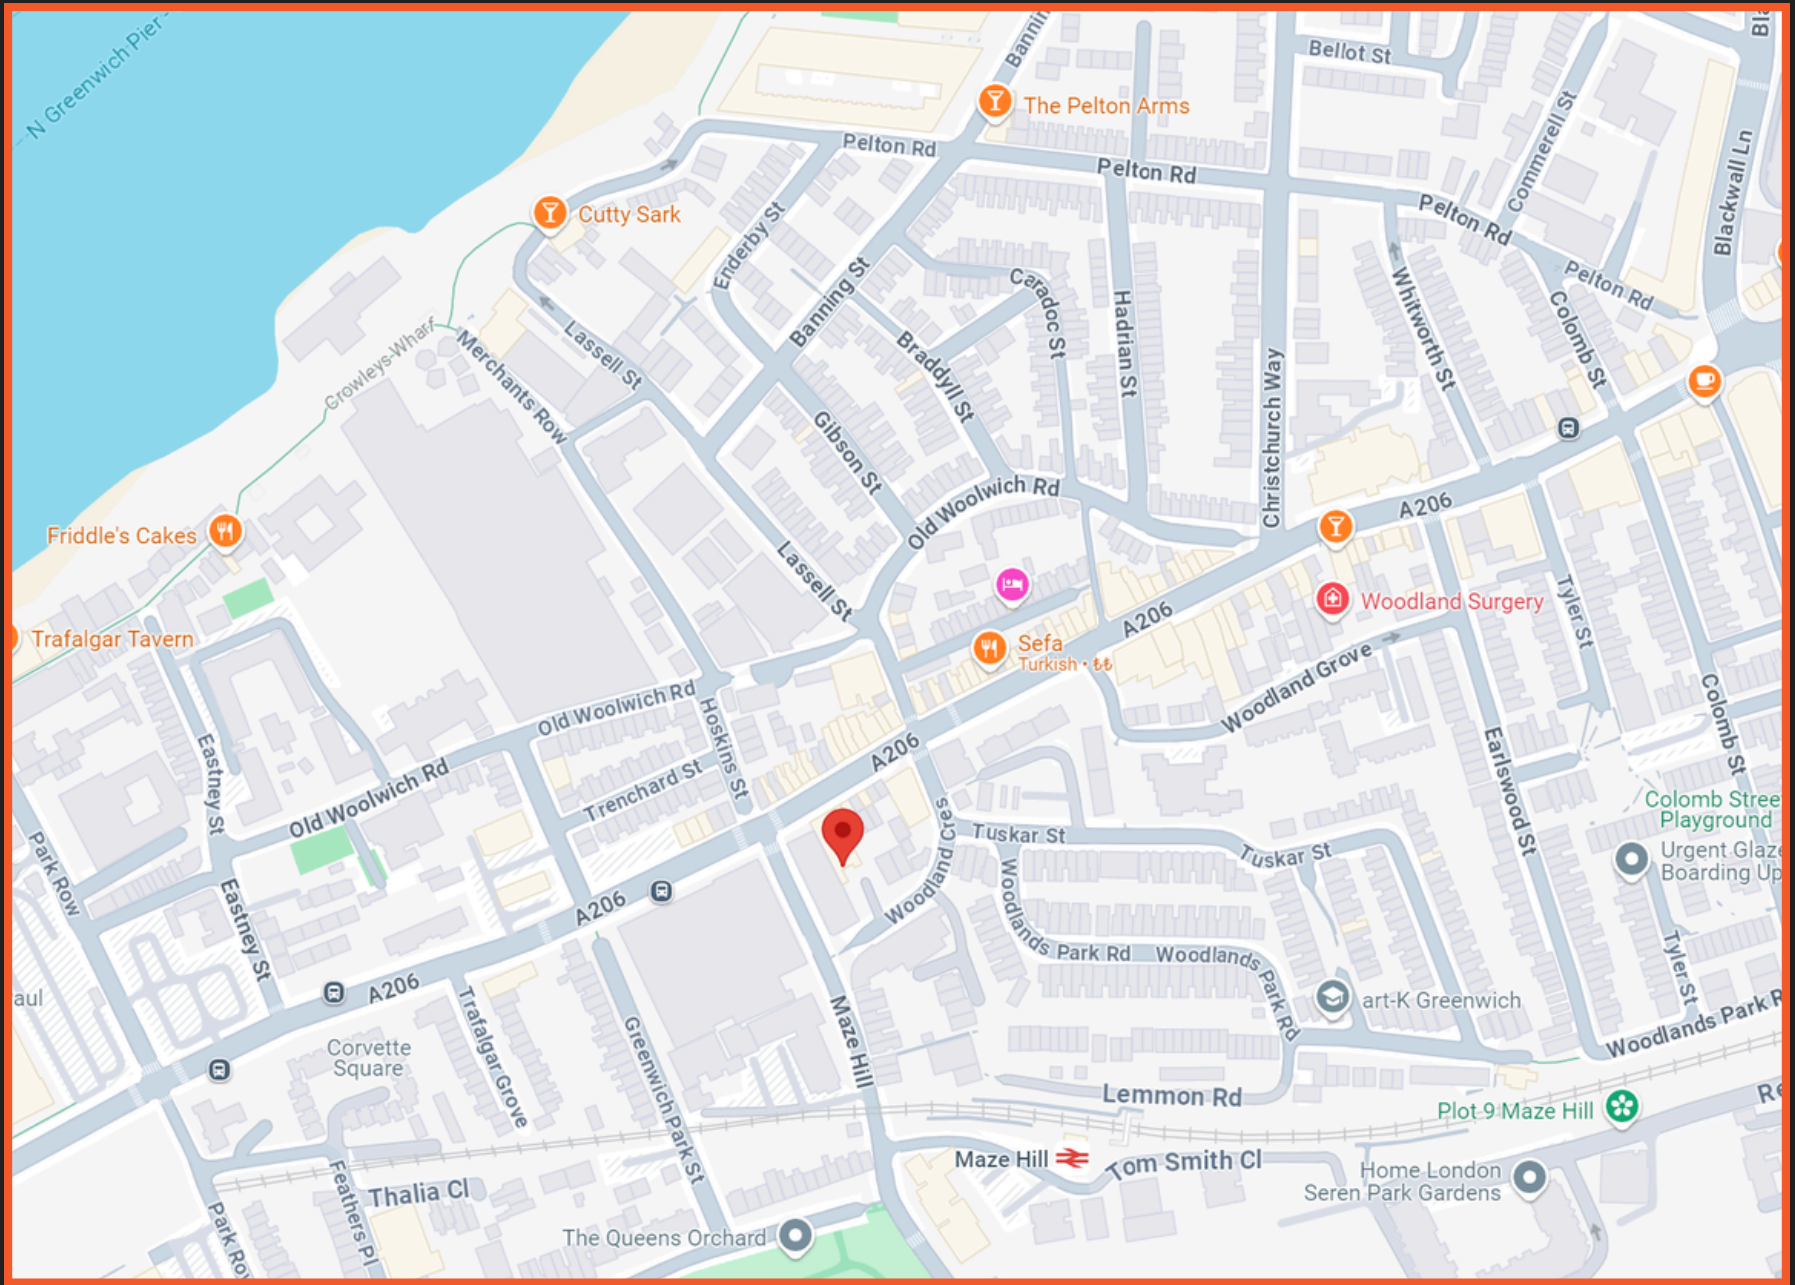 N Greenwich Pier
Bannin
Bla
Bellot St
The Pelton Arms
Pelton Rd
Pelton Rd
Commerell St
Blackwall Ln
Cutty Sark
Pelton Rd
Enderby St
Banning St
Caradoc St
Hadrian St
Whitworth St
Pelton Rd
Colomb St
Crowleys-Wharf
Merchants Row
Lassell St
Braddyll St
Christchurch Way
Gibson St
Old Woolwich Rd
A206
Friddle's Cakes
Lassell St
Woodland Surgery
Tyler St
A206
Trafalgar Tavern
Sefa
Turkish • ₺₺
Woodland Grove
Old Woolwich Rd
Hoskins St
Colomb St
Eastney St
A206
Earlswood St
Old Woolwich Rd
Trenchard St
Colomb Stree
Playground
Park Row
Woodland Cres
Tuskar St
Tuskar St
Urgent Glaze
Boarding Up
Eastney St
A206
Woodlands Park Rd
Woodlands Park Rd
Tyler St
aul
A206
Trafalgar Grove
Maze Hill
art-K Greenwich
Woodlands Park R
Corvette
Square
Greenwich Park St
Lemmon Rd
Plot 9 Maze Hill
Re
Maze Hill
Tom Smith Cl
Home London
Seren Park Gardens
Thalia Cl
Feathers Pl
Park Ro
The Queens Orchard